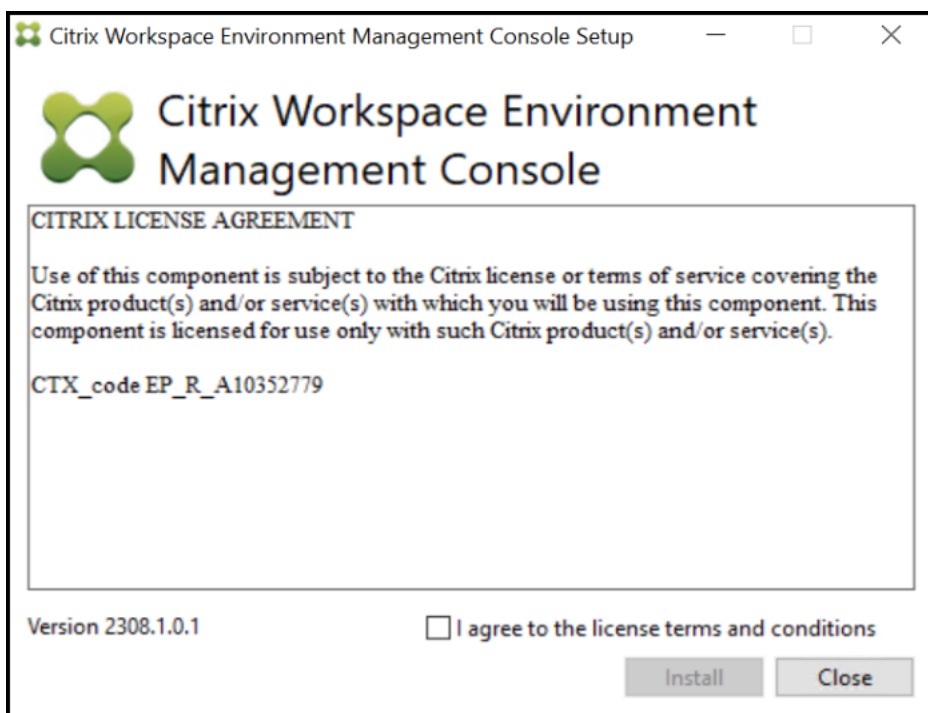 Citrix Workspace Environment Management Console Setup
Citrix Workspace Environment
Management Console
CITRIX LICENSE AGREEMENT
Use of this component is subject to the Citrix license or terms of service covering the
Citrix product(s) and/or service(s) with which you will be using this component. This
component is licensed for use only with such Citrix product(s) and/or service(s).
CTX_code EP_R_A10352779
Version 2308.1.0.1
I agree to the license terms and conditions
Install
Close